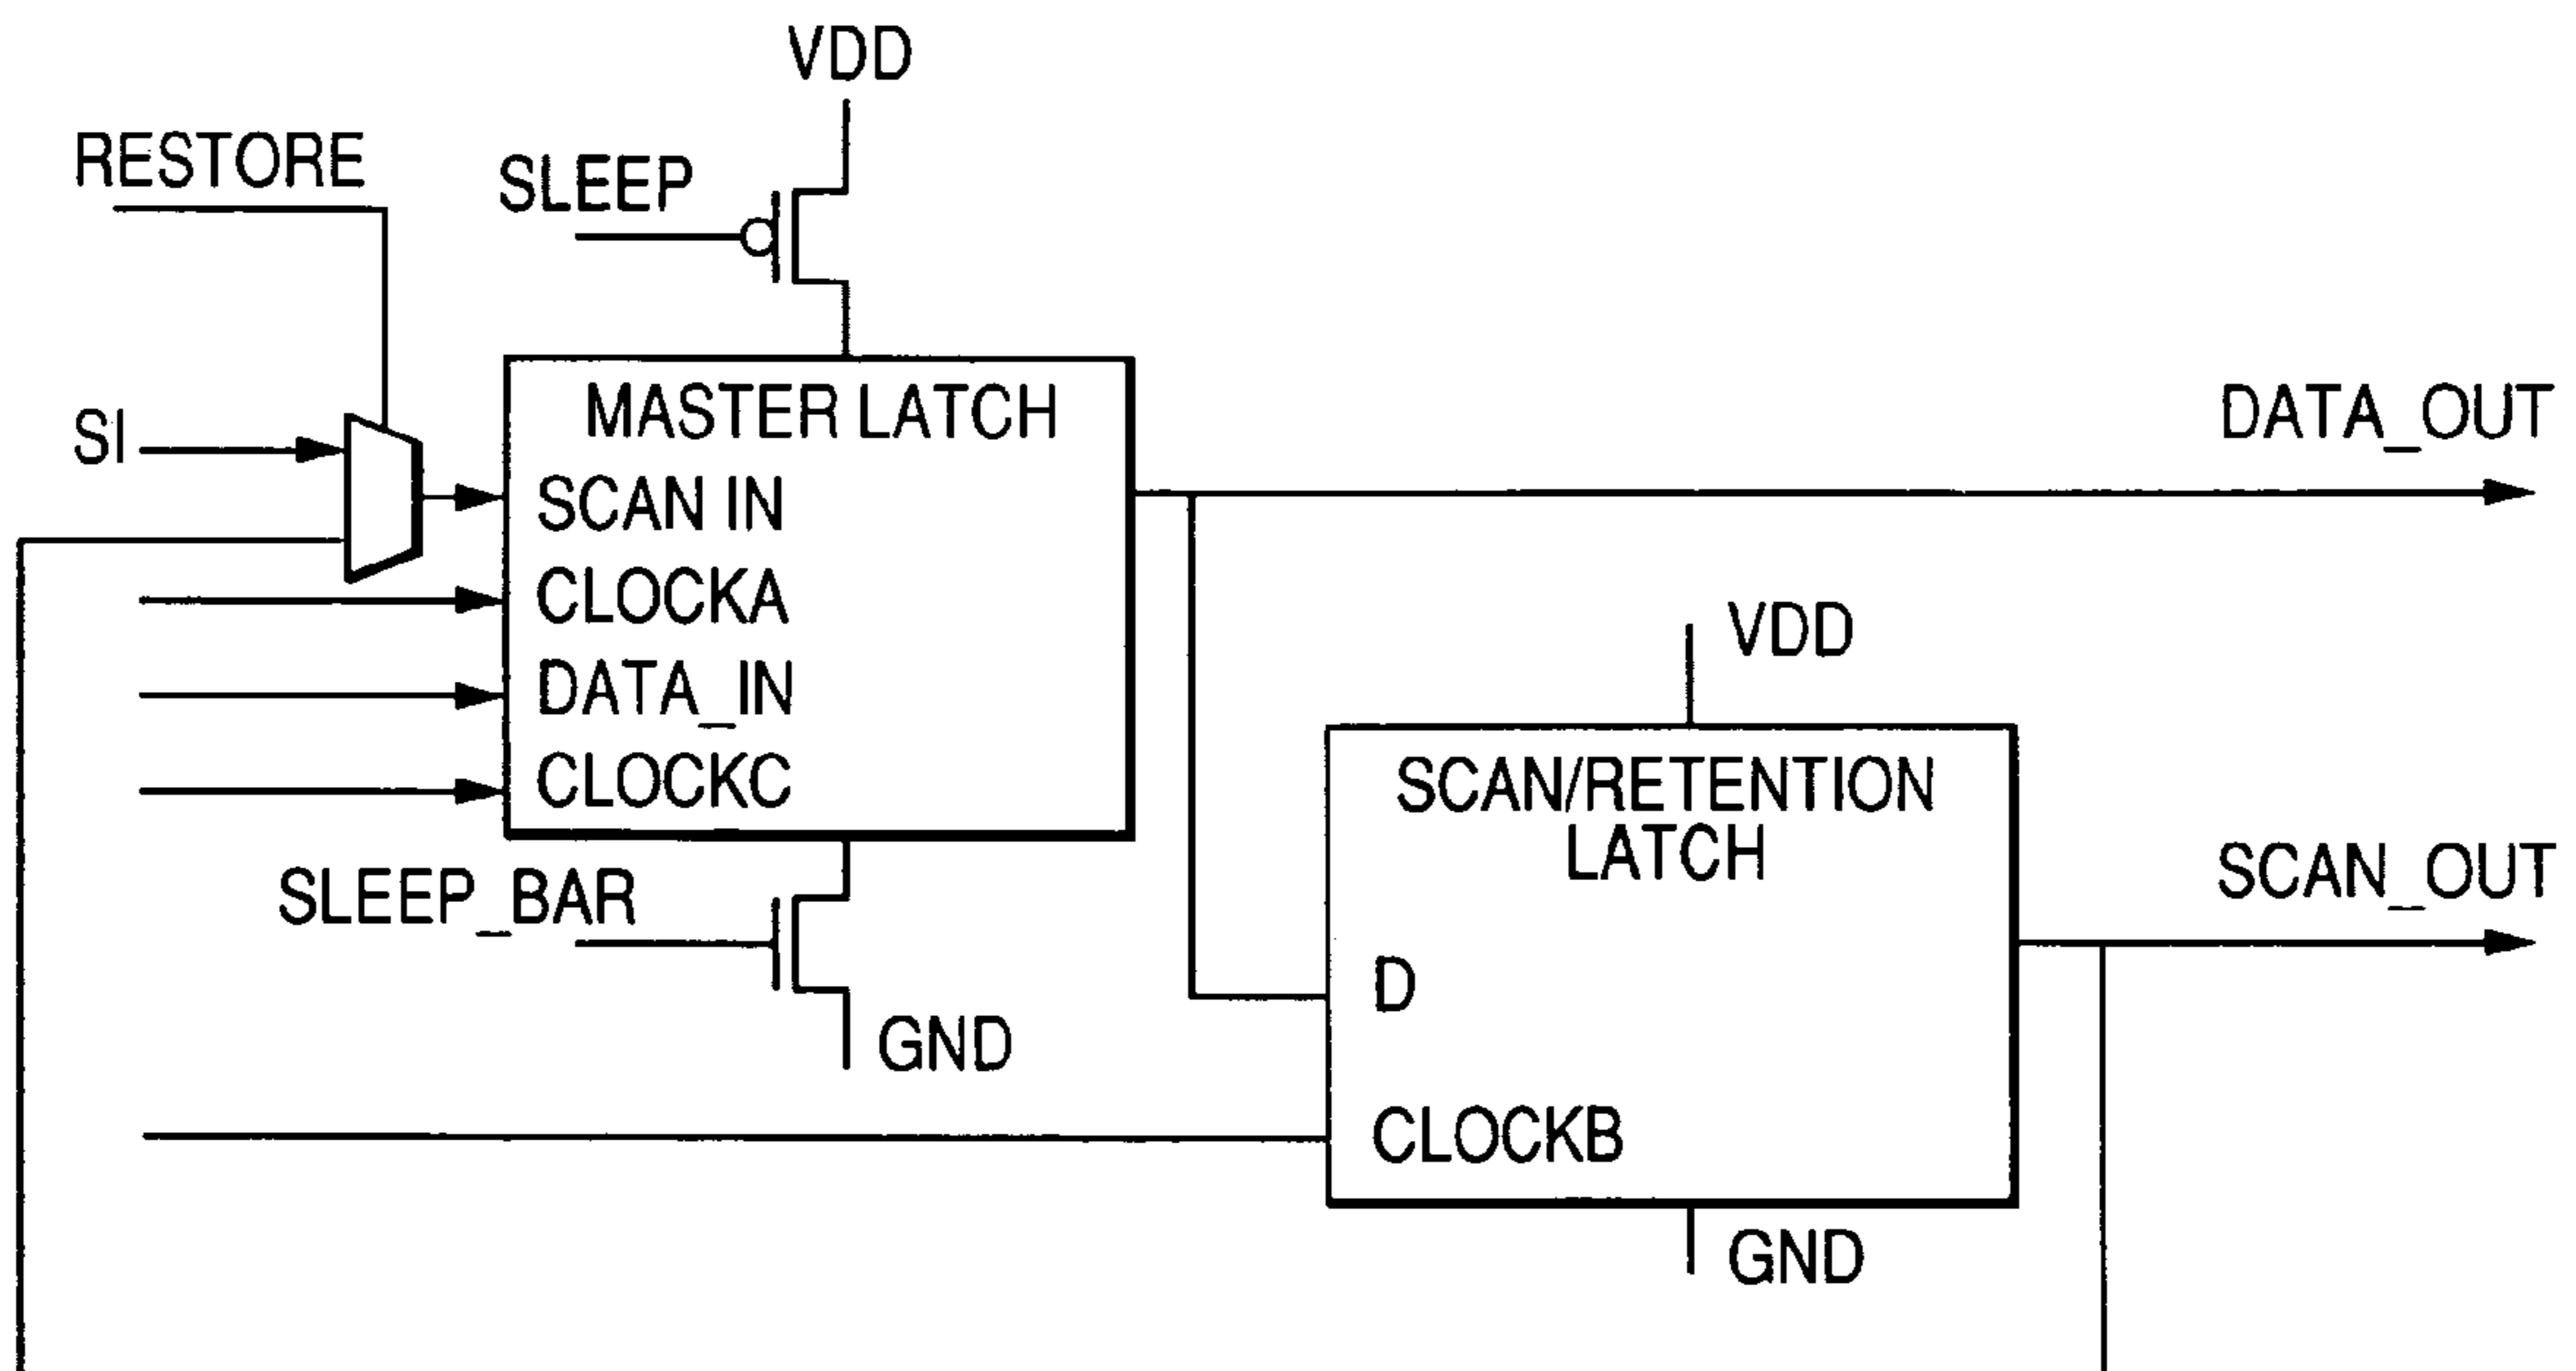 VDD
RESTORE
SLEEP
MASTER LATCH
SI
SCAN IN
CLOCKA
DATA_IN
CLOCKC
DATA_OUT
SLEEP_BAR
GND
VDD
SCAN/RETENTION
LATCH
D
CLOCKB
SCAN_OUT
GND